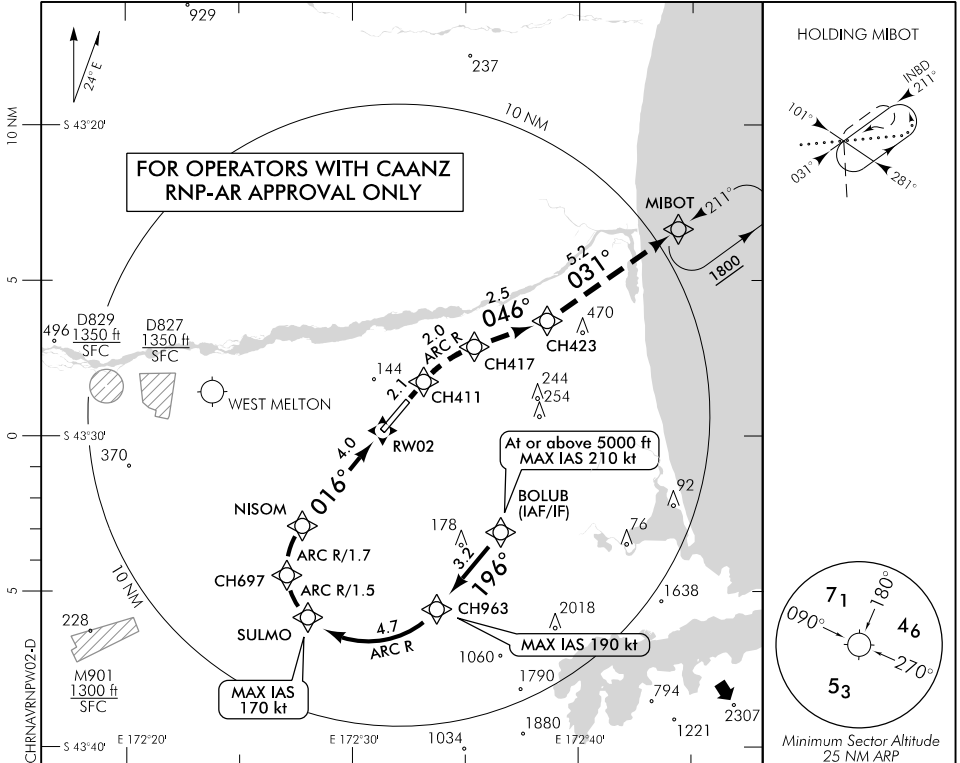 929
237
24° E
10 NM
S 43°20'
10 NM
FOR OPERATORS WITH CAANZ
RNP-AR APPROVAL ONLY
MIBOT
211°
1800
5.2
031°
2.5
046°
5
D829
1350 ft
SFC
D827
1350 ft
SFC
496
2.0
ARC R
470
CH423
CH417
144
2.1
CH411
244
254
WEST MELTON
RW02
0
S 43°30'
370
4.0
016°
At or above 5000 ft
MAX IAS 210 kt
BOLUB
(IAF/IF)
92
NISOM
178
76
3.2
196°
ARC R/1.7
CH697
ARC R/1.5
5
10 NM
CH963
1638
SULMO
4.7
ARC R
2018
MAX IAS 190 kt
228
1060
M901
1300 ft
SFC
MAX IAS
170 kt
1790
794
2307
1880
1221
1034
S 43°40'
E 172°20'
E 172°30'
E 172°40'
CHRNAVRNPW02-D
HOLDING MIBOT
INBD
211°
101°
031°
281°
71
180°
090°
46
270°
53
Minimum Sector Altitude
25 NM ARP